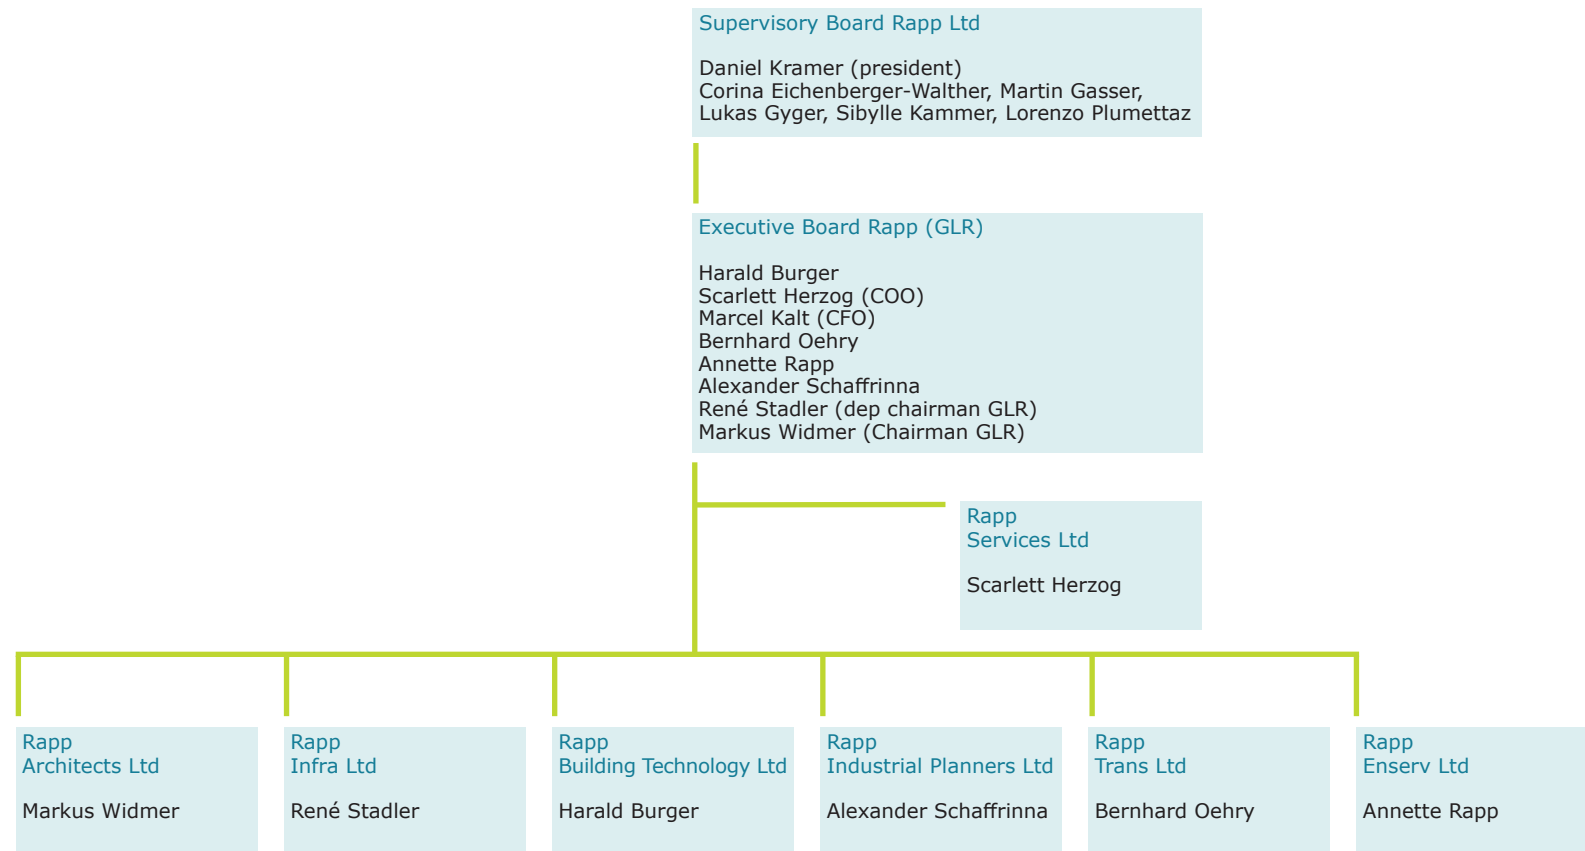 Supervisory Board Rapp Ltd
Daniel Kramer (president)
Corina Eichenberger-Walther, Martin Gasser,
Lukas Gyger, Sibylle Kammer, Lorenzo Plumettaz
Executive Board Rapp (GLR)
Harald Burger
Scarlett Herzog (COO)
Marcel Kalt (CFO)
Bernhard Oehry
Annette Rapp
Alexander Schaffrinna
René Stadler (dep chairman GLR)
Markus Widmer (Chairman GLR)
Rapp
Services Ltd
Scarlett Herzog
Rapp
Architects Ltd
Markus Widmer
Rapp
Infra Ltd
René Stadler
Rapp
Building Technology Ltd
Harald Burger
Rapp
Industrial Planners Ltd
Alexander Schaffrinna
Rapp
Trans Ltd
Bernhard Oehry
Rapp
Enserv Ltd
Annette Rapp